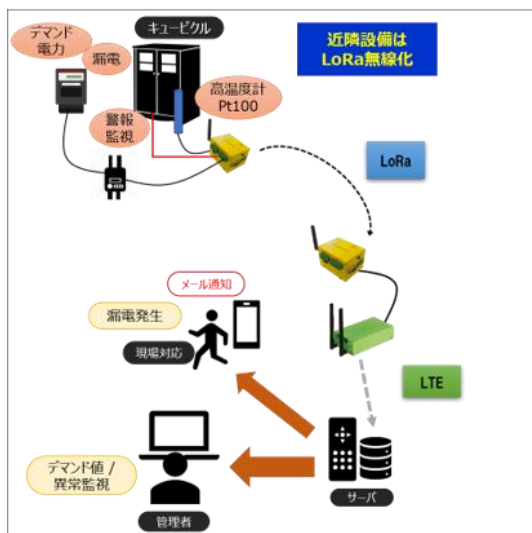 デマンド
電力
漏電
キュービクル
近隣設備は
LoRa無線化
高温度計
Pt100
警報
監視
LoRa
メール通知
漏電発生
現場対応
LTE
デマンド値 /
異常監視
サーバ
管理者